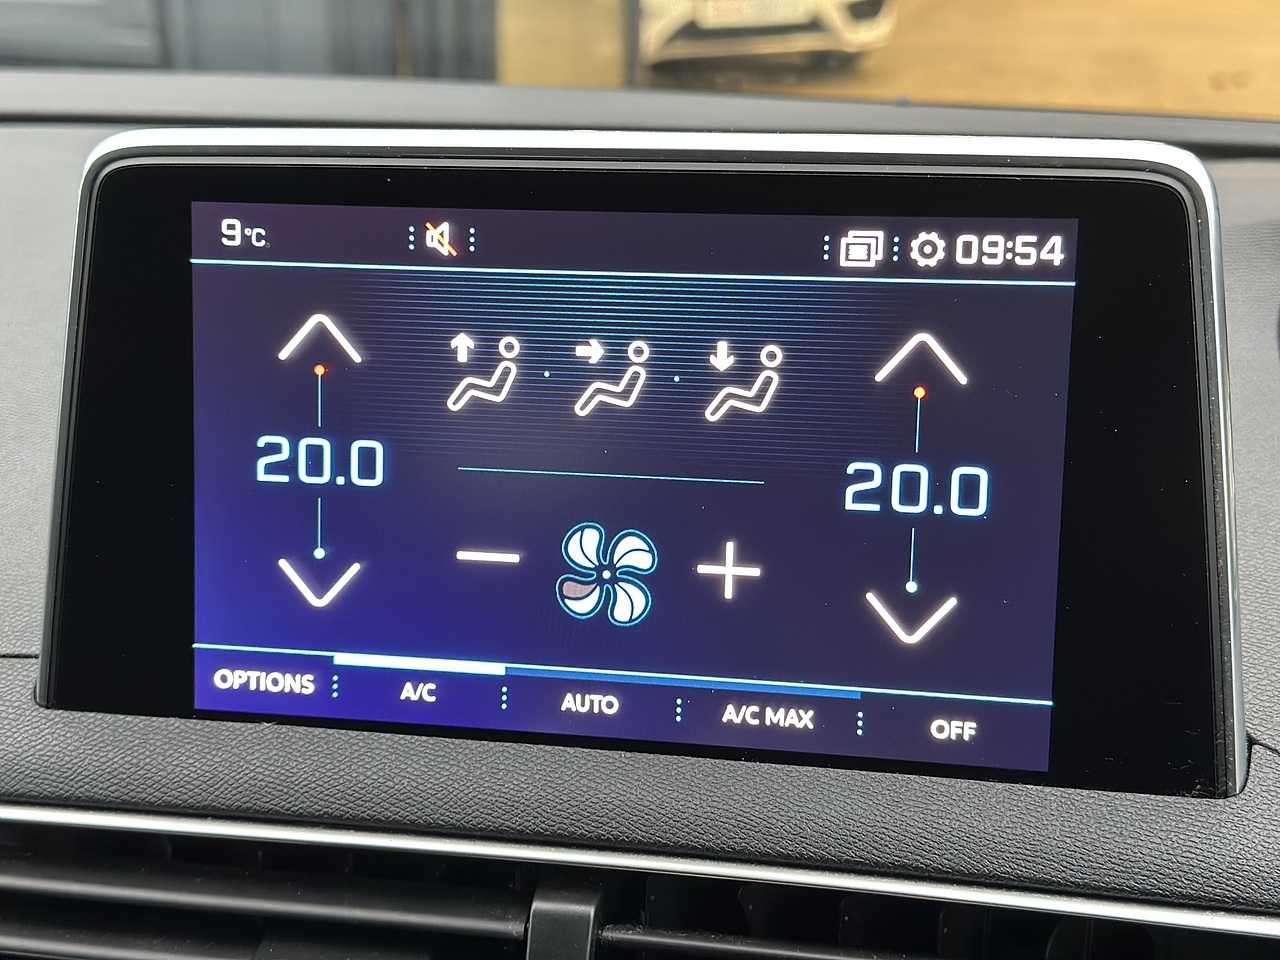 9°C
09:54
20.0
20.0
OPTIONS
A/C
AUTO
A/C MAX
OFF